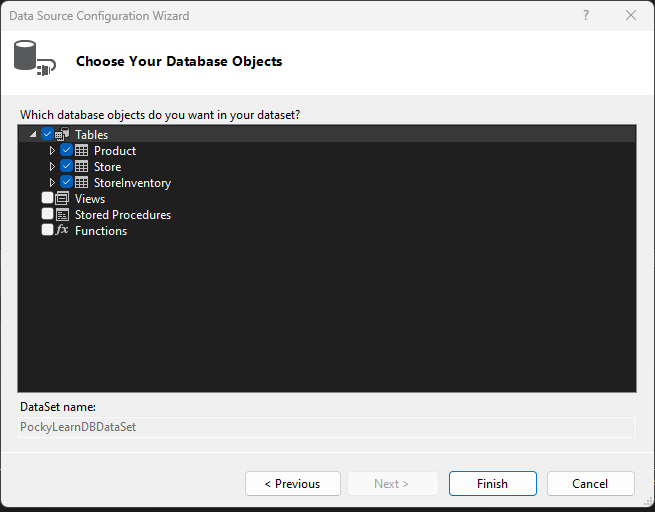 Data Source Configuration Wizard
?
Choose Your Database Objects
Which database objects do you want in your dataset?
Tables
Product
Store
StoreInventory
Views
Stored Procedures
fx Functions
DataSet name:
PockyLearnDBDataSet
< Previous
Next >
Finish
Cancel